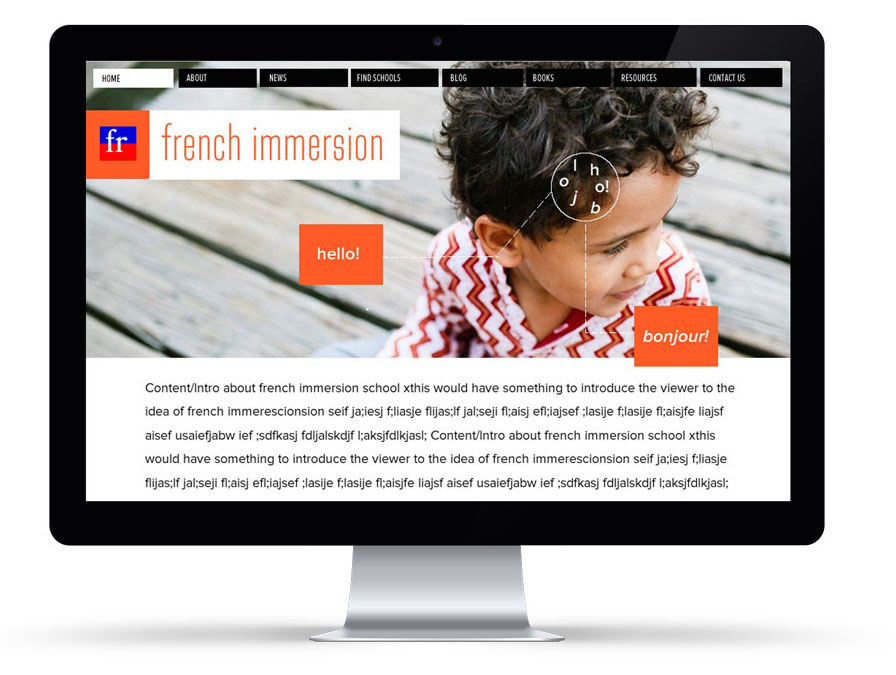 HOME ABOUT NEWS FIND SCHOOLS BLOG BOOKS RESOURCES CONTACT US
fr french immersion
l h
o o!
j b
hello!
bonjour!
Content/Intro about french immersion school xthis would have something to introduce the viewer to the
idea of french immerescionsion seif ja;iesj f;liasje flijas;lf jal;seji fl;aisj efl;iajsef ;lasije f;lasije fl;aisjfe liajsf
aisef usaiefjabw ief ;sdfkasj fdljalskdjf l;aksjfdlkjasl; Content/Intro about french immersion school xthis
would have something to introduce the viewer to the idea of french immerescionsion seif ja;iesj f;liasje
flijas;lf jal;seji fl;aisj efl;iajsef ;lasije f;lasije fl;aisjfe liajsf aisef usaiefjabw ief ;sdfkasj fdljalskdjf l;aksjfdlkjasl;